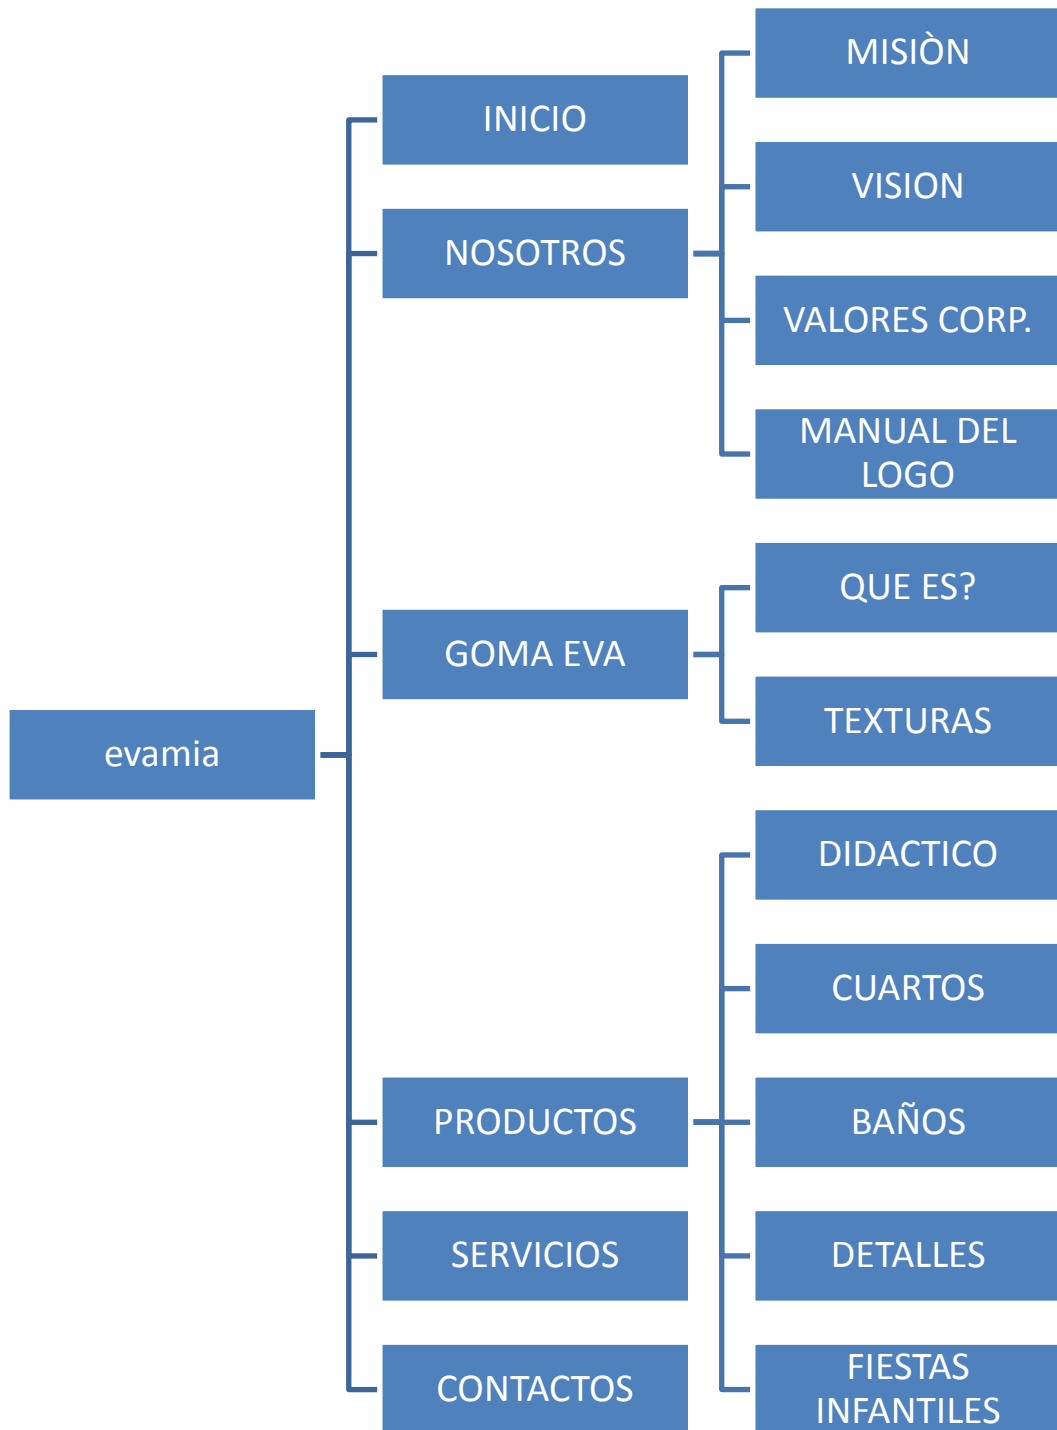 evamia
INICIO
NOSOTROS
MISIÒN
VISION
VALORES CORP.
MANUAL DEL
LOGO
GOMA EVA
QUE ES?
TEXTURAS
PRODUCTOS
DIDACTICO
CUARTOS
BAÑOS
DETALLES
FIESTAS
INFANTILES
SERVICIOS
CONTACTOS